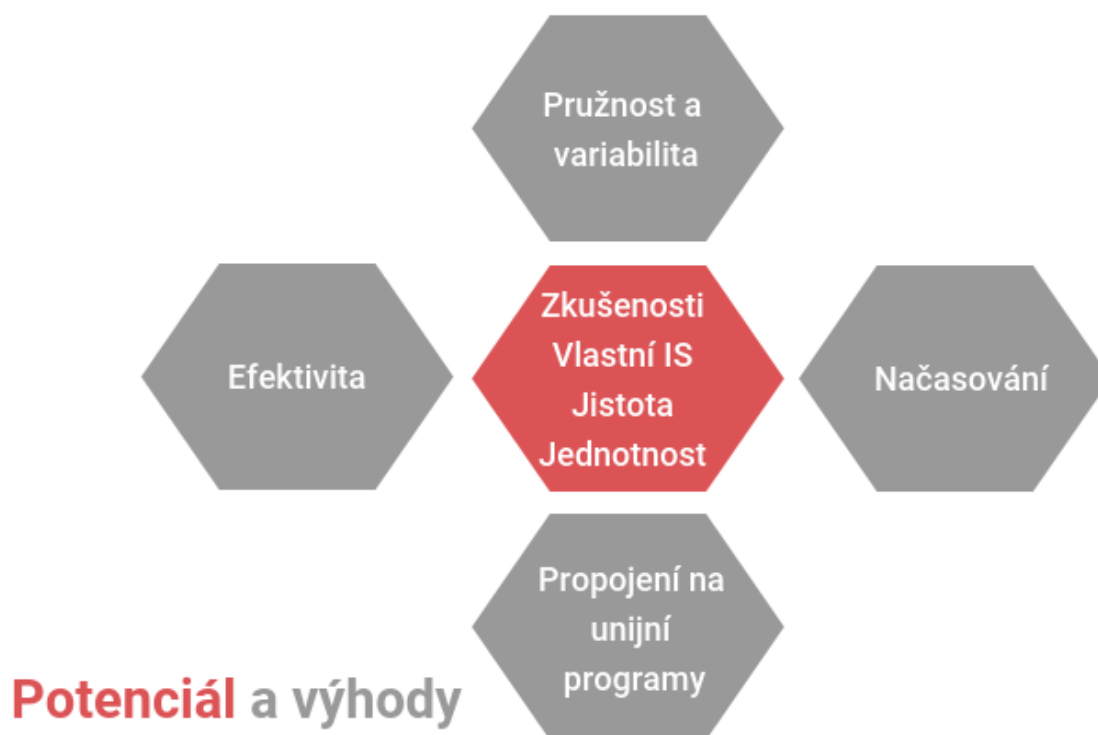 Pružnost a
variabilita
Efektivita
Zkušenosti
Vlastní IS
Jistota
Jednotnost
Načasování
Propojení na
unijní
programy
Potenciál a výhody